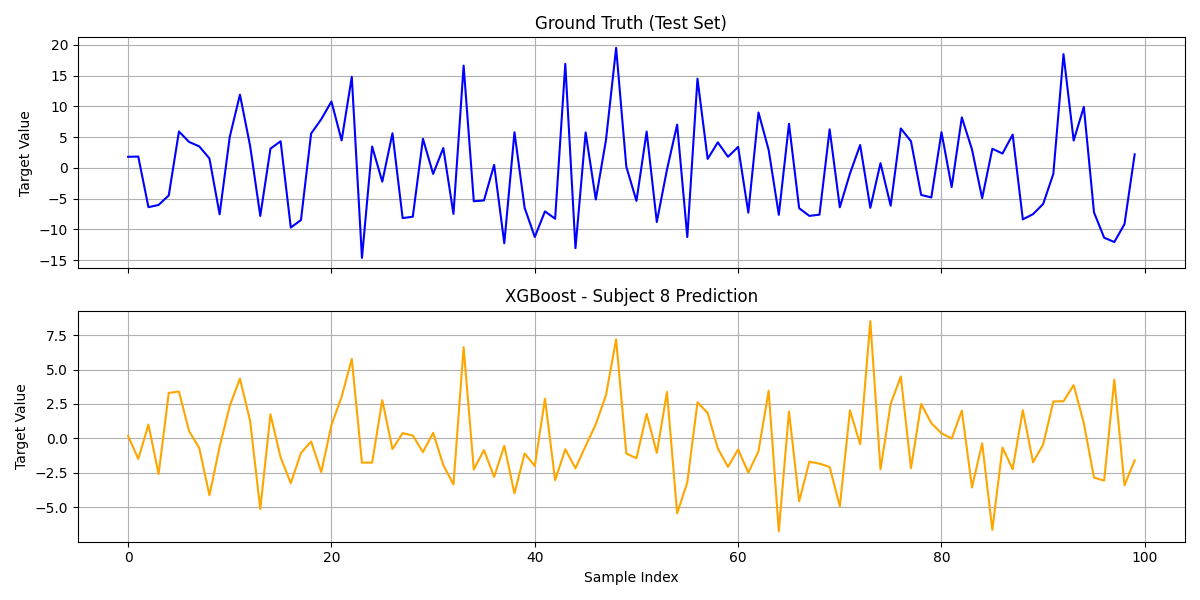 Ground Truth (Test Set)
Target Value
20
15
10
5
0
−5
−10
−15
XGBoost - Subject 8 Prediction
Target Value
7.5
5.0
2.5
0.0
−2.5
−5.0
0 20 40 60 80 100
Sample Index